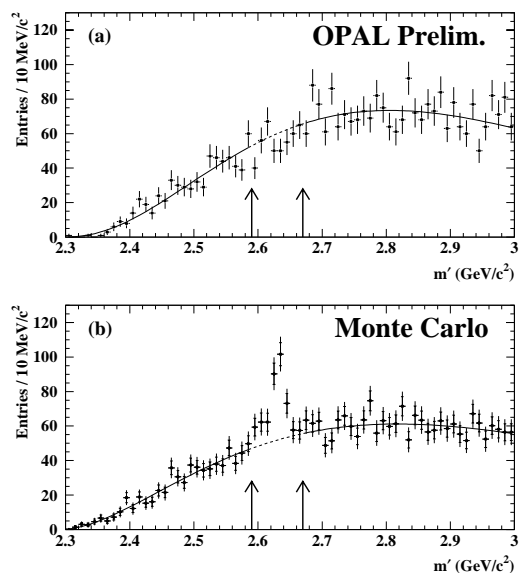 (a) OPAL Prelim.
Entries / 10 MeV/c²
120
100
80
60
40
20
0
2.3 2.4 2.5 2.6 2.7 2.8 2.9 3
m′ (GeV/c²)
(b) Monte Carlo
Entries / 10 MeV/c²
120
100
80
60
40
20
0
2.3 2.4 2.5 2.6 2.7 2.8 2.9 3
m′ (GeV/c²)